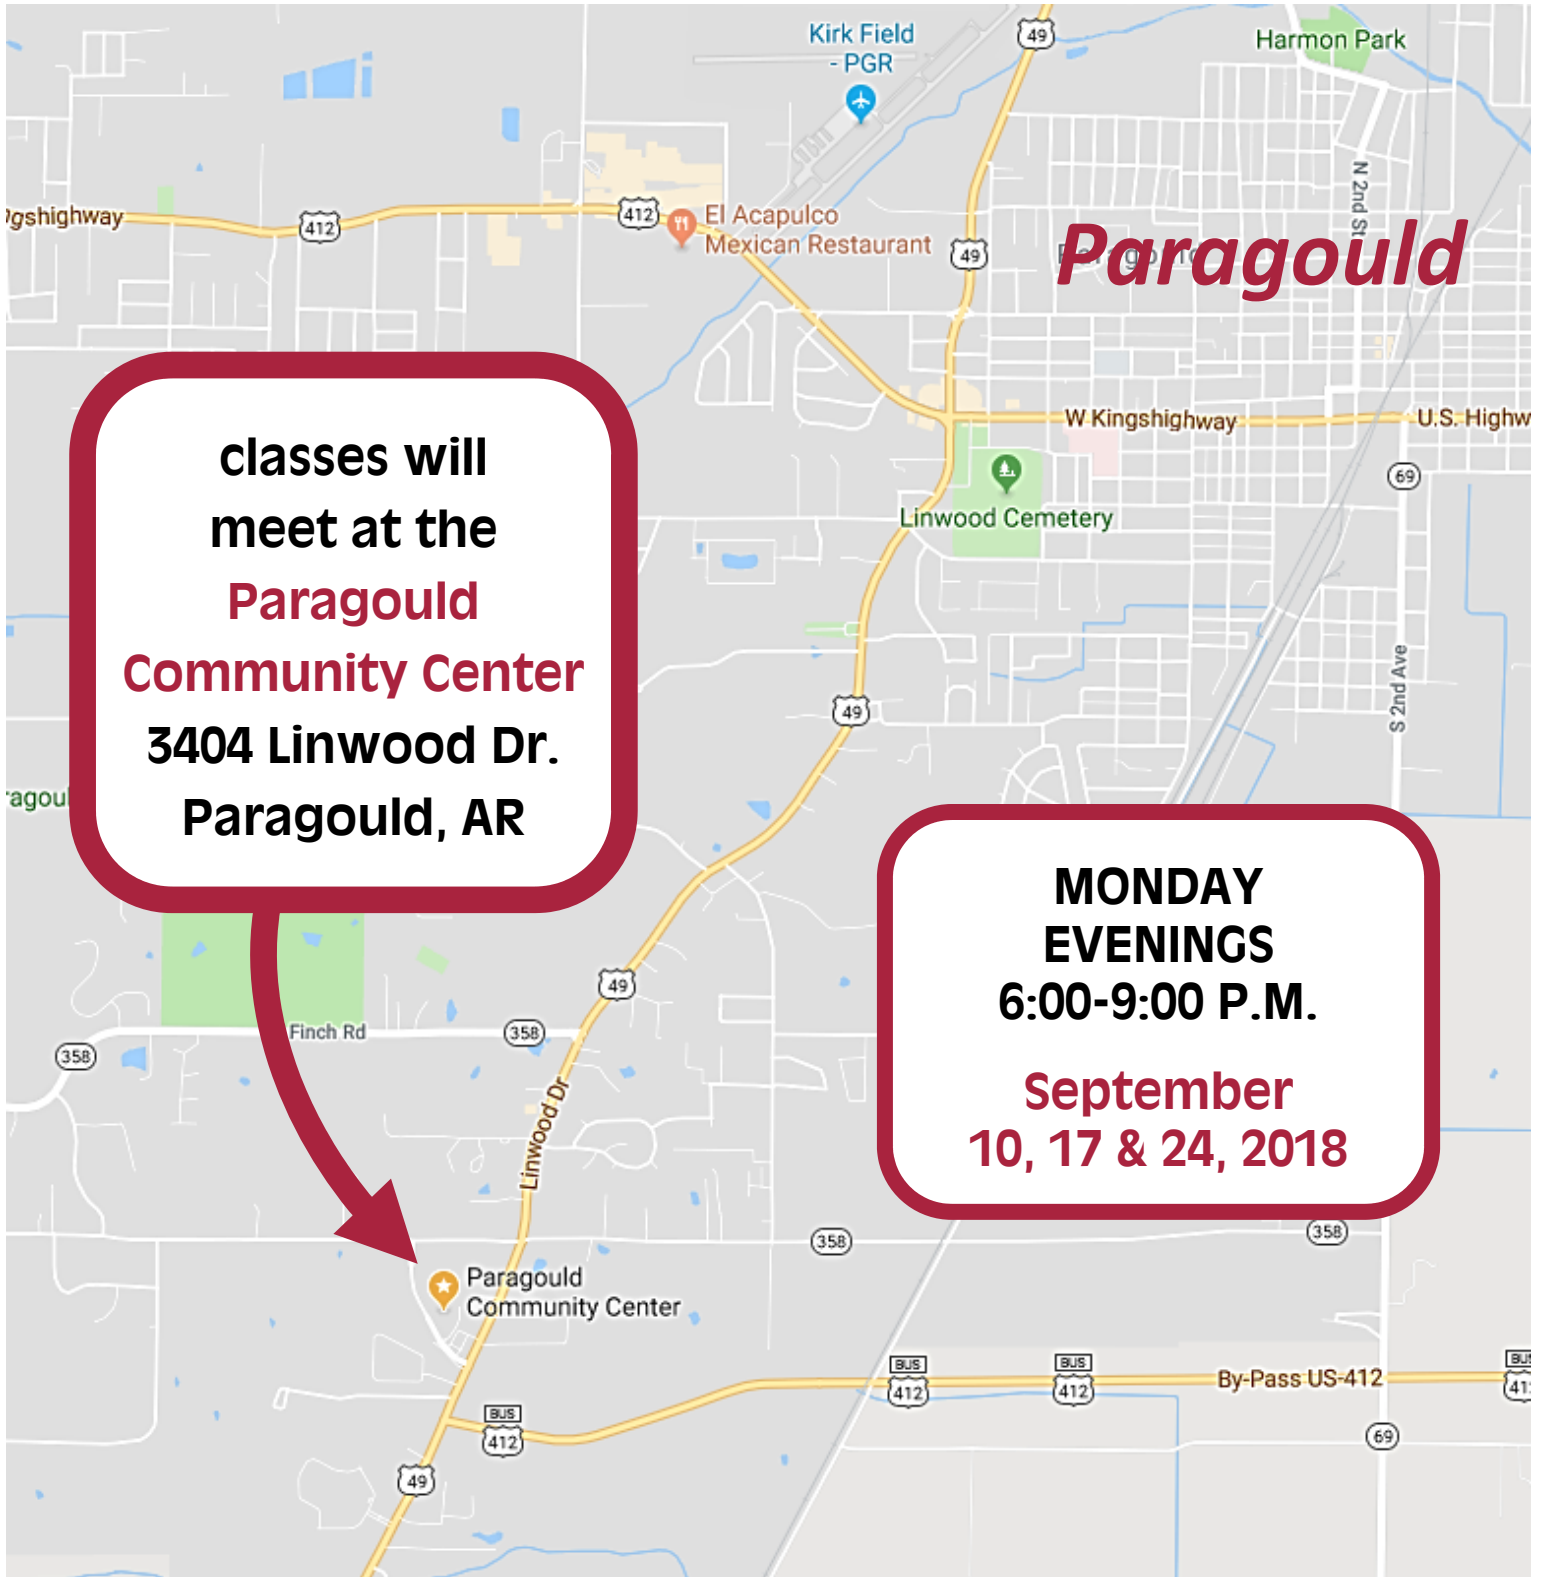 Kirk Field
- PGR
49
Harmon Park
N 2nd St
412
412
El Acapulco
Mexican Restaurant
49
Paragould
W Kingshighway
U.S. Highw
69
Linwood Cemetery
classes will
meet at the
Paragould
Community Center
3404 Linwood Dr.
Paragould, AR
S 2nd Ave
49
MONDAY
EVENINGS
6:00-9:00 P.M.
September
10, 17 & 24, 2018
49
Finch Rd
358
358
Linwood Dr
358
358
Paragould
Community Center
BUS
412
BUS
412
By-Pass US-412
BUS
412
69
49